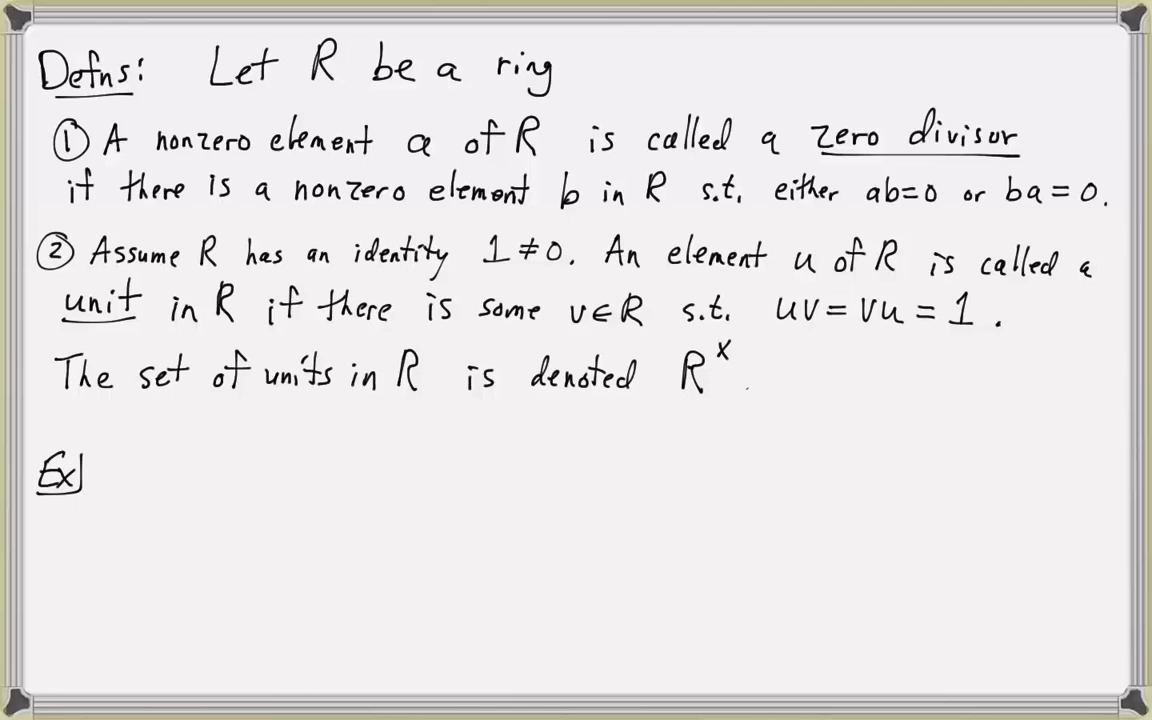 Defns: Let R be a ring
① A nonzero element a of R is called a zero divisor
if there is a nonzero element b in R s.t. either ab=0 or ba=0.
② Assume R has an identity 1≠0. An element u of R is called a
unit in R if there is some v∈R s.t. uv=vu=1.
The set of units in R is denoted R^x.
Ex]